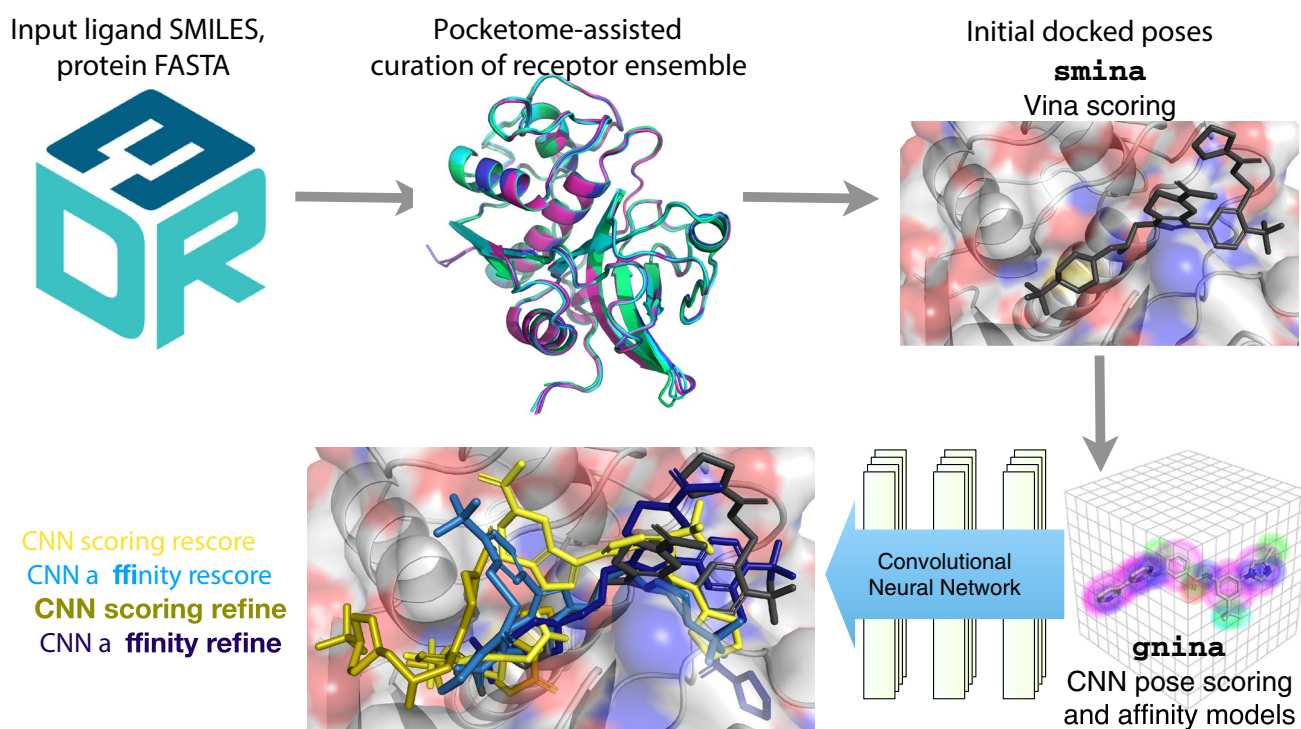 Input ligand SMILES,
protein FASTA
D3R
Pocketome-assisted
curation of receptor ensemble
Initial docked poses
smina
Vina scoring
CNN scoring rescore
CNN a ffinity rescore
CNN scoring refine
CNN a ffinity refine
Convolutional
Neural Network
gnina
CNN pose scoring
and affinity models